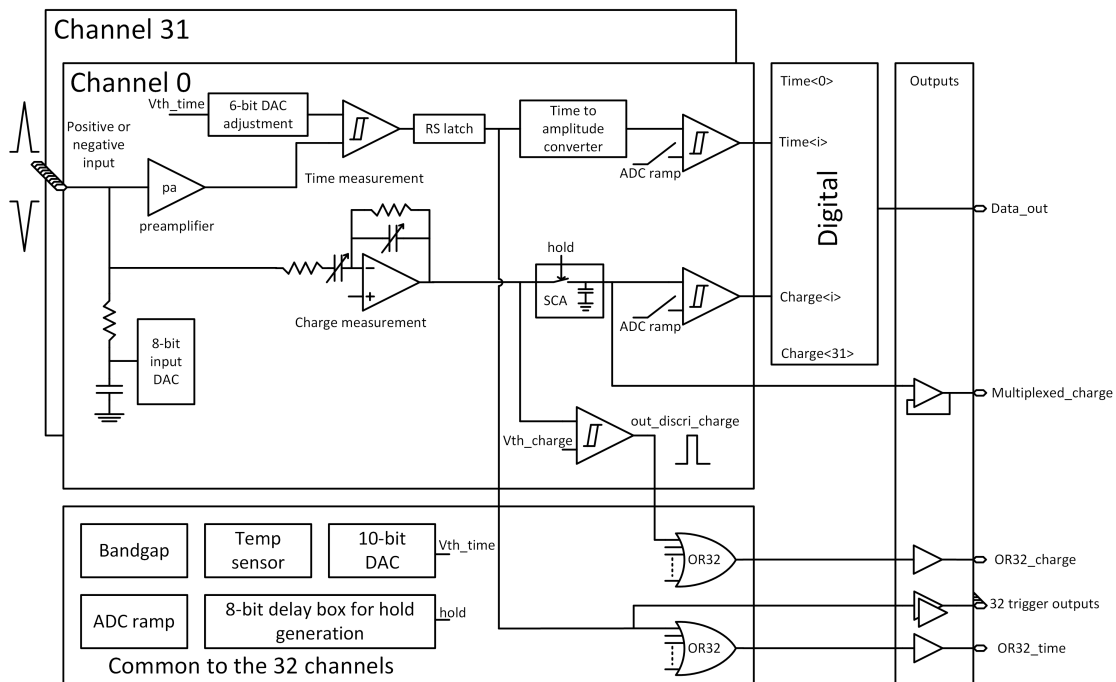 Channel 31
Channel 0
Vth_time
6-bit DAC
adjustment
Positive or
negative
input
pa
preamplifier
Time measurement
RS latch
Time to
amplitude
converter
ADC ramp
Time<0>
Time<i>
Digital
Charge<i>
Charge<31>
Outputs
Data_out
8-bit
input
DAC
−
+
Charge measurement
hold
SCA
ADC ramp
Multiplexed_charge
Vth_charge
out_discri_charge
Bandgap
Temp
sensor
10-bit
DAC
Vth_time
OR32
OR32_charge
ADC ramp
8-bit delay box for hold
generation
hold
32 trigger outputs
OR32
OR32_time
Common to the 32 channels